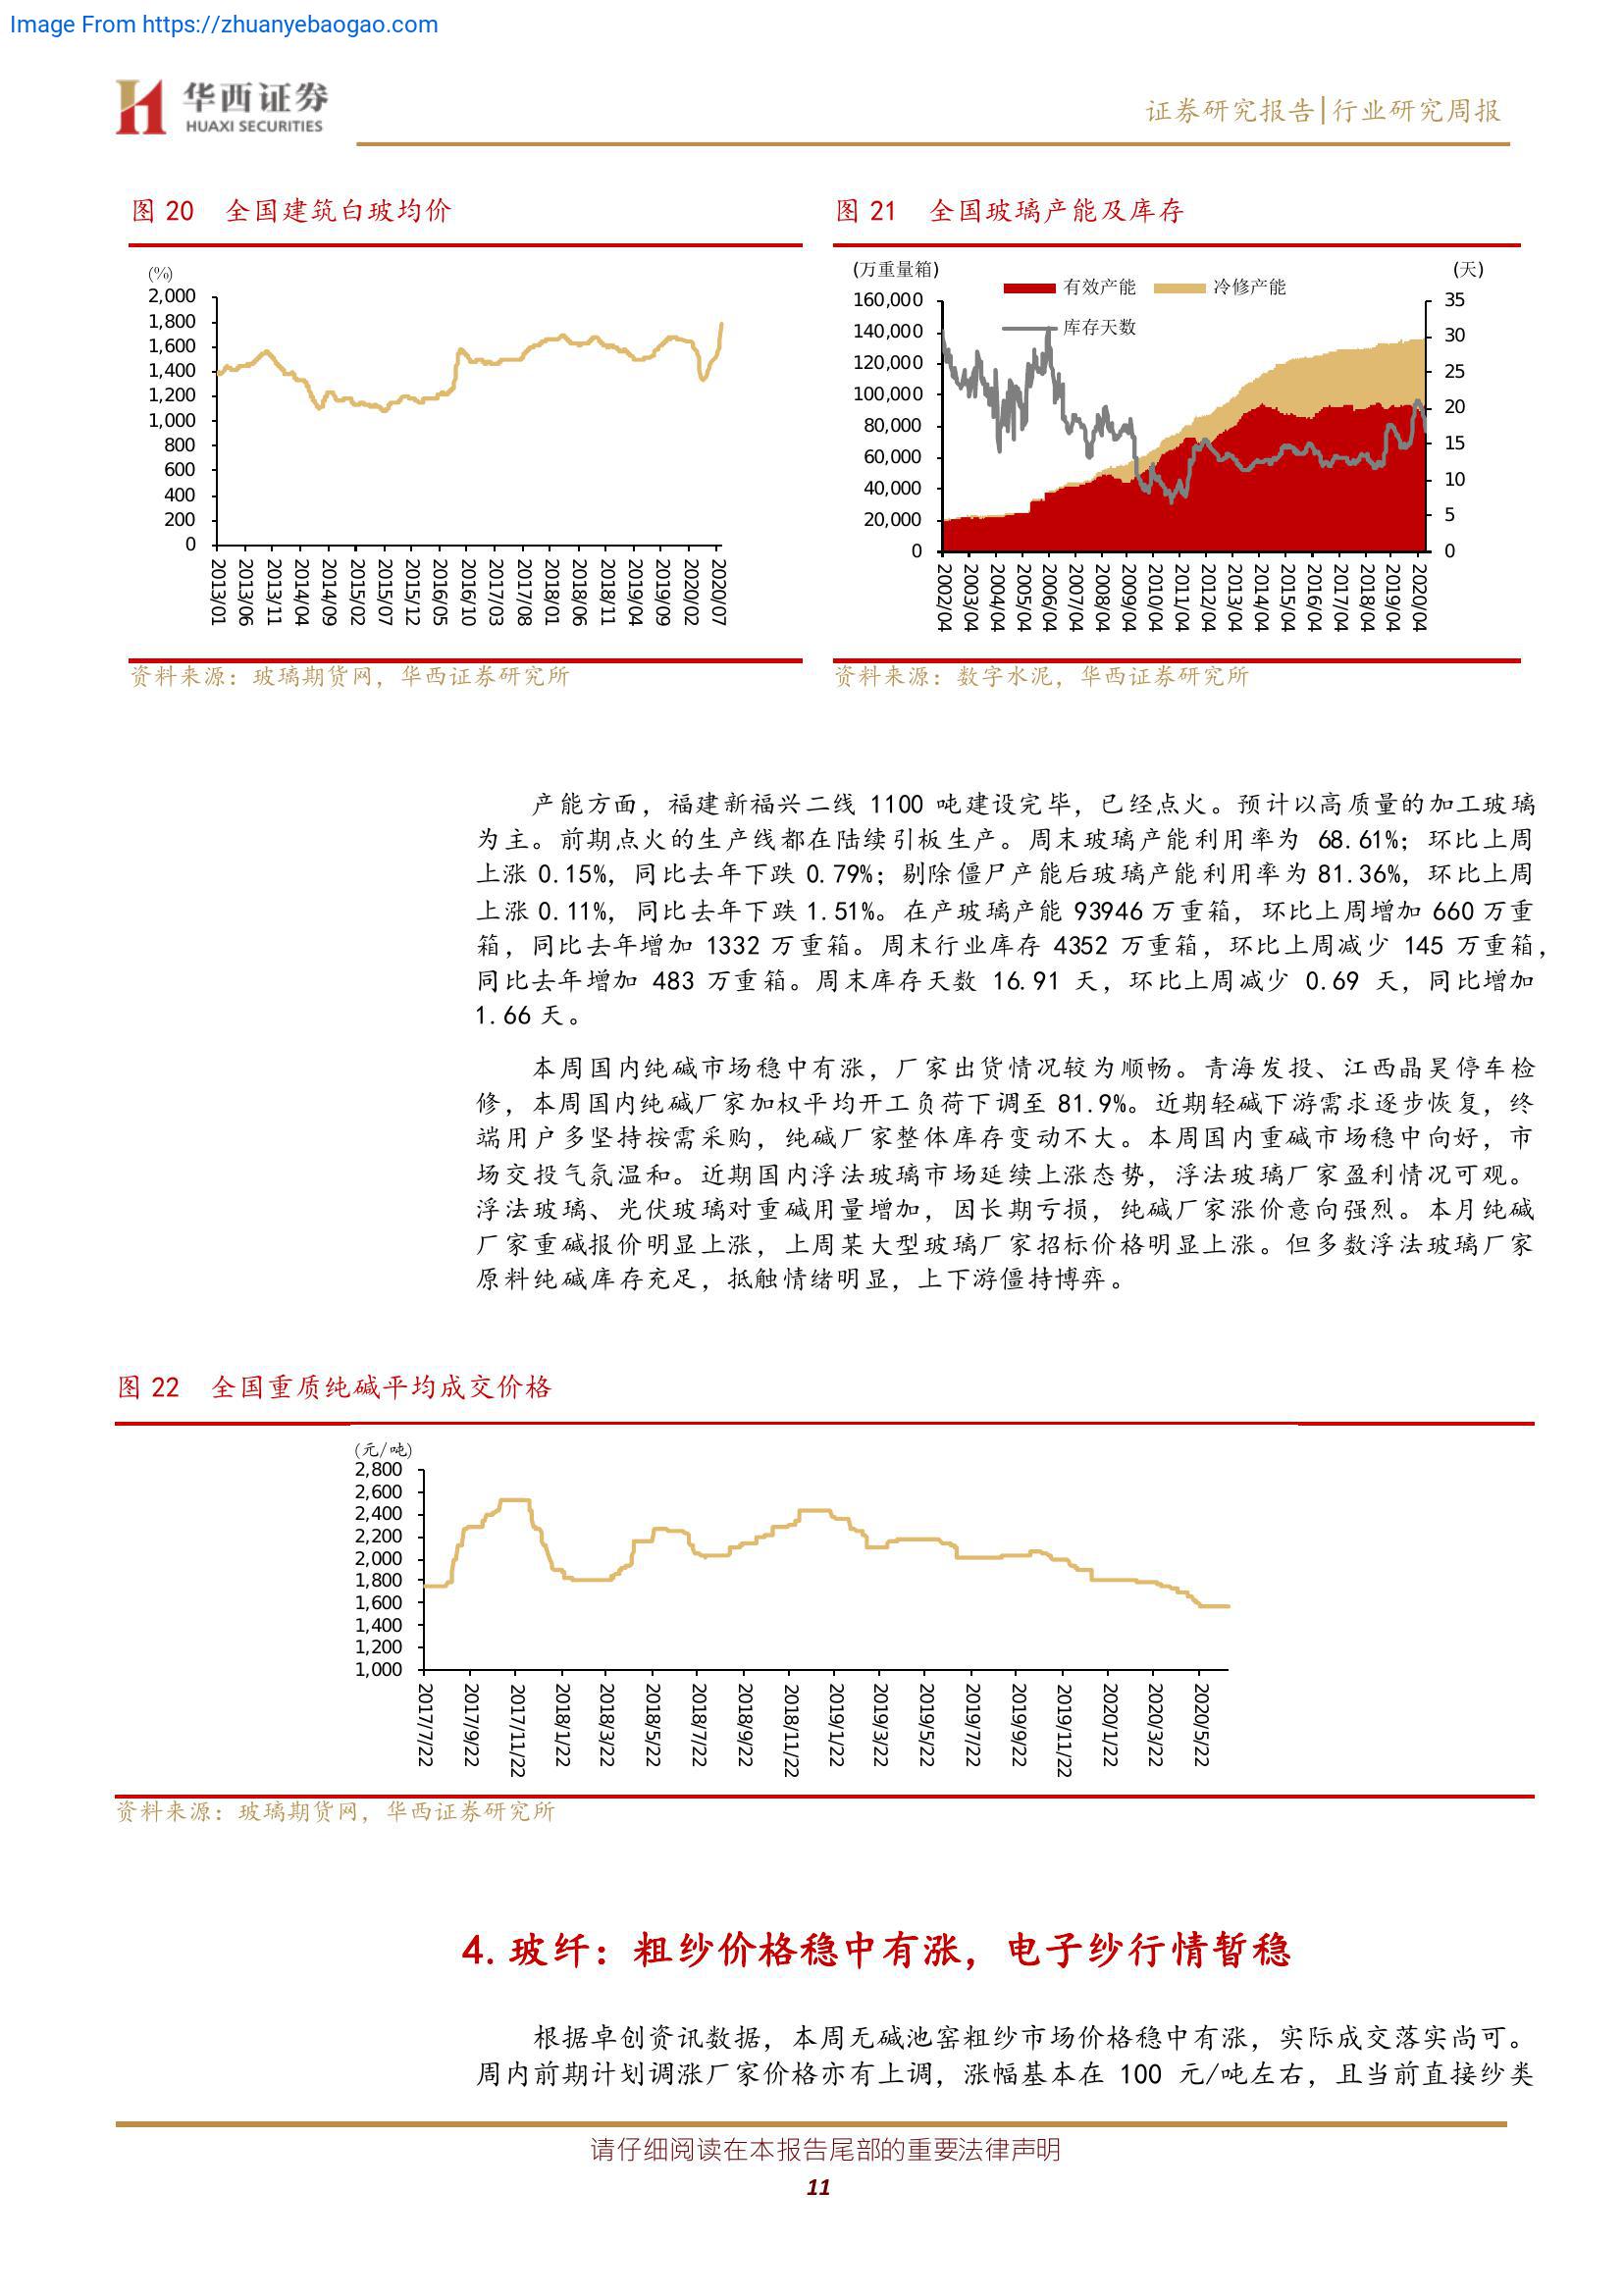 Image From https://zhuanyebaogao.com
华西证券
HUAXI SECURITIES
证券研究报告|行业研究周报
图 20 全国建筑白玻均价
(%)
2,000
1,800
1,600
1,400
1,200
1,000
800
600
400
200
0
2013/01
2013/06
2013/11
2014/04
2014/09
2015/02
2015/07
2015/12
2016/05
2016/10
2017/03
2017/08
2018/01
2018/06
2018/11
2019/04
2019/09
2020/02
2020/07
资料来源：玻璃期货网，华西证券研究所
图 21 全国玻璃产能及库存
(万重量箱)
(天)
有效产能
冷修产能
库存天数
160,000
140,000
120,000
100,000
80,000
60,000
40,000
20,000
0
35
30
25
20
15
10
5
0
2002/04
2003/04
2004/04
2005/04
2006/04
2007/04
2008/04
2009/04
2010/04
2011/04
2012/04
2013/04
2014/04
2015/04
2016/04
2017/04
2018/04
2019/04
2020/04
资料来源：数字水泥，华西证券研究所
产能方面，福建新福兴二线 1100 吨建设完毕，已经点火。预计以高质量的加工玻璃
为主。前期点火的生产线都在陆续引板生产。周末玻璃产能利用率为 68.61%；环比上周
上涨 0.15%，同比去年下跌 0.79%；剔除僵尸产能后玻璃产能利用率为 81.36%，环比上周
上涨 0.11%，同比去年下跌 1.51%。在产玻璃产能 93946 万重箱，环比上周增加 660 万重
箱，同比去年增加 1332 万重箱。周末行业库存 4352 万重箱，环比上周减少 145 万重箱，
同比去年增加 483 万重箱。周末库存天数 16.91 天，环比上周减少 0.69 天，同比增加
1.66 天。
本周国内纯碱市场稳中有涨，厂家出货情况较为顺畅。青海发投、江西晶昊停车检
修，本周国内纯碱厂家加权平均开工负荷下调至 81.9%。近期轻碱下游需求逐步恢复，终
端用户多坚持按需采购，纯碱厂家整体库存变动不大。本周国内重碱市场稳中向好，市
场交投气氛温和。近期国内浮法玻璃市场延续上涨态势，浮法玻璃厂家盈利情况可观。
浮法玻璃、光伏玻璃对重碱用量增加，因长期亏损，纯碱厂家涨价意向强烈。本月纯碱
厂家重碱报价明显上涨，上周某大型玻璃厂家招标价格明显上涨。但多数浮法玻璃厂家
原料纯碱库存充足，抵触情绪明显，上下游僵持博弈。
图 22 全国重质纯碱平均成交价格
(元/吨)
2,800
2,600
2,400
2,200
2,000
1,800
1,600
1,400
1,200
1,000
2017/7/22
2017/9/22
2017/11/22
2018/1/22
2018/3/22
2018/5/22
2018/7/22
2018/9/22
2018/11/22
2019/1/22
2019/3/22
2019/5/22
2019/7/22
2019/9/22
2019/11/22
2020/1/22
2020/3/22
2020/5/22
资料来源：玻璃期货网，华西证券研究所
4. 玻纤：粗纱价格稳中有涨，电子纱行情暂稳
根据卓创资讯数据，本周无碱池窑粗纱市场价格稳中有涨，实际成交落实尚可。
周内前期计划调涨厂家价格亦有上调，涨幅基本在 100 元/吨左右，且当前直接纱类
请仔细阅读在本报告尾部的重要法律声明
11